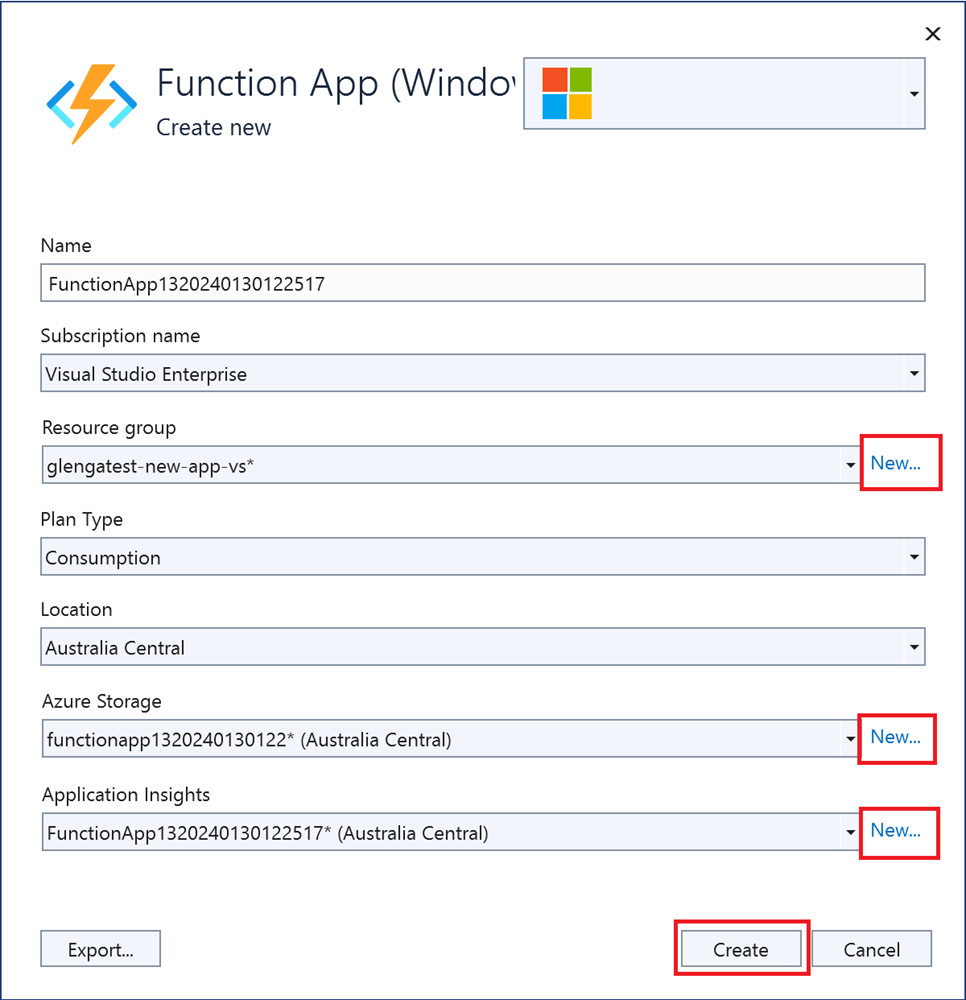 Function App (Windo
Create new
Name
FunctionApp1320240130122517
Subscription name
Visual Studio Enterprise
Resource group
glengatest-new-app-vs*
New...
Plan Type
Consumption
Location
Australia Central
Azure Storage
functionapp1320240130122* (Australia Central)
New...
Application Insights
FunctionApp1320240130122517* (Australia Central)
New...
Export...
Create
Cancel